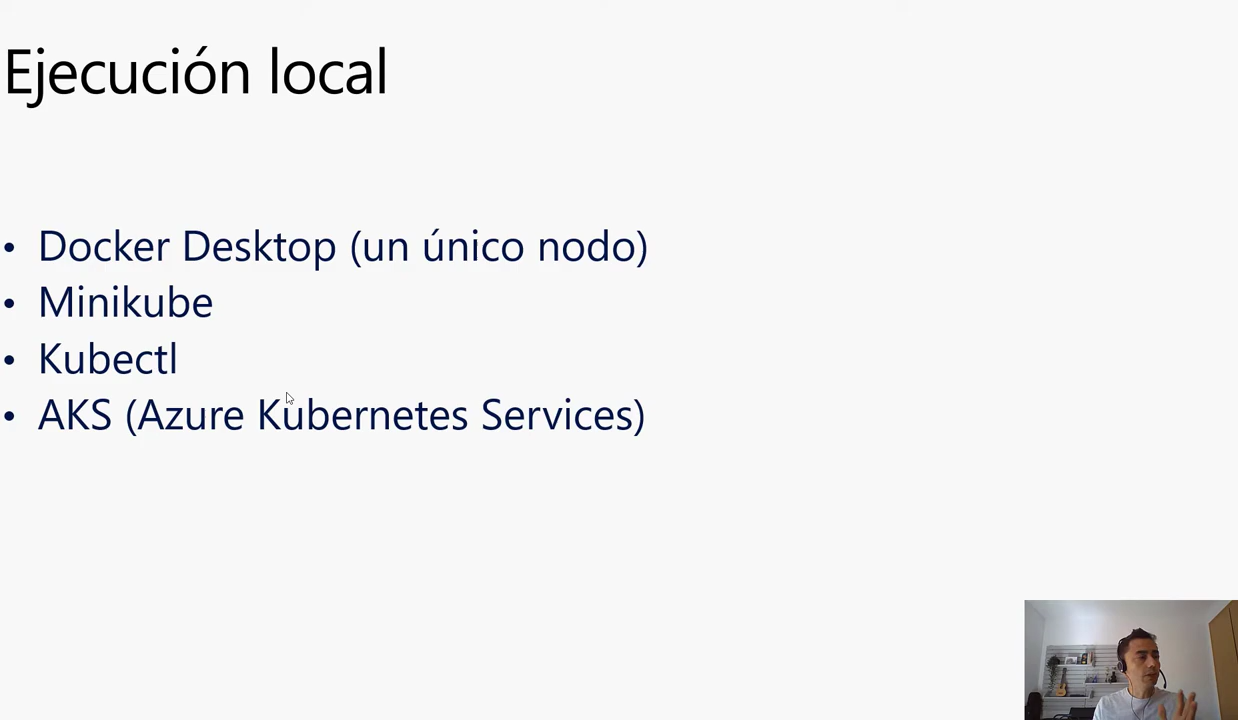 Ejecución local
• Docker Desktop (un único nodo)
• Minikube
• Kubectl
• AKS (Azure Kubernetes Services)